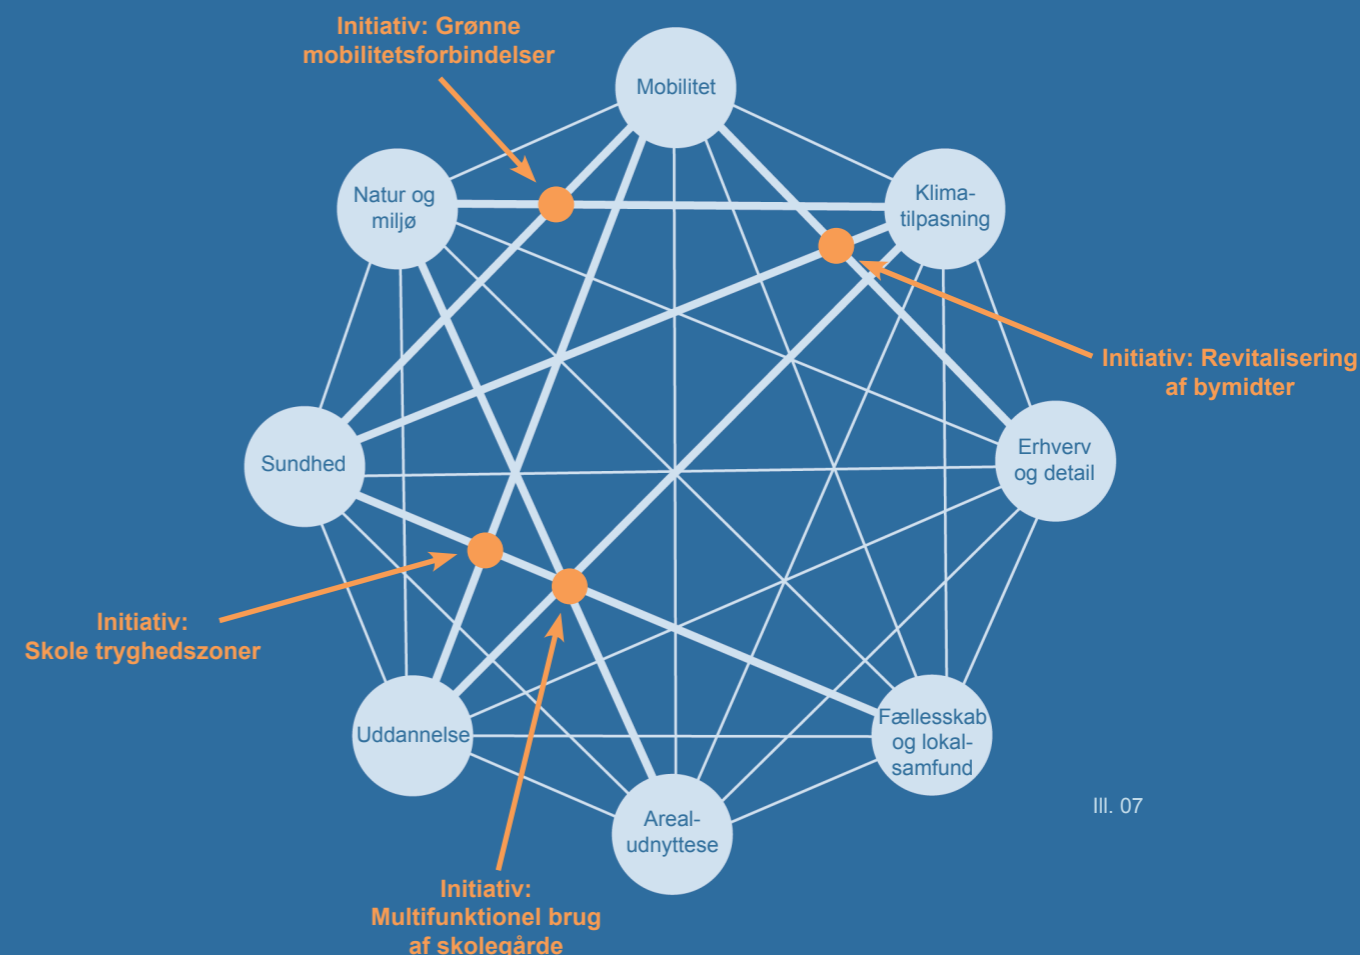 Initiativ: Grønne
mobilitetsforbindelser
Mobilitet
Natur og
miljø
Klima-
tilpasning
Initiativ: Revitalisering
af bymidter
Sundhed
Erhverv
og detail
Initiativ:
Skole tryghedszoner
Uddannelse
Fællesskab
og lokal-
samfund
Areal-
udnyttese
Ill. 07
Initiativ:
Multifunktionel brug
af skolegårde